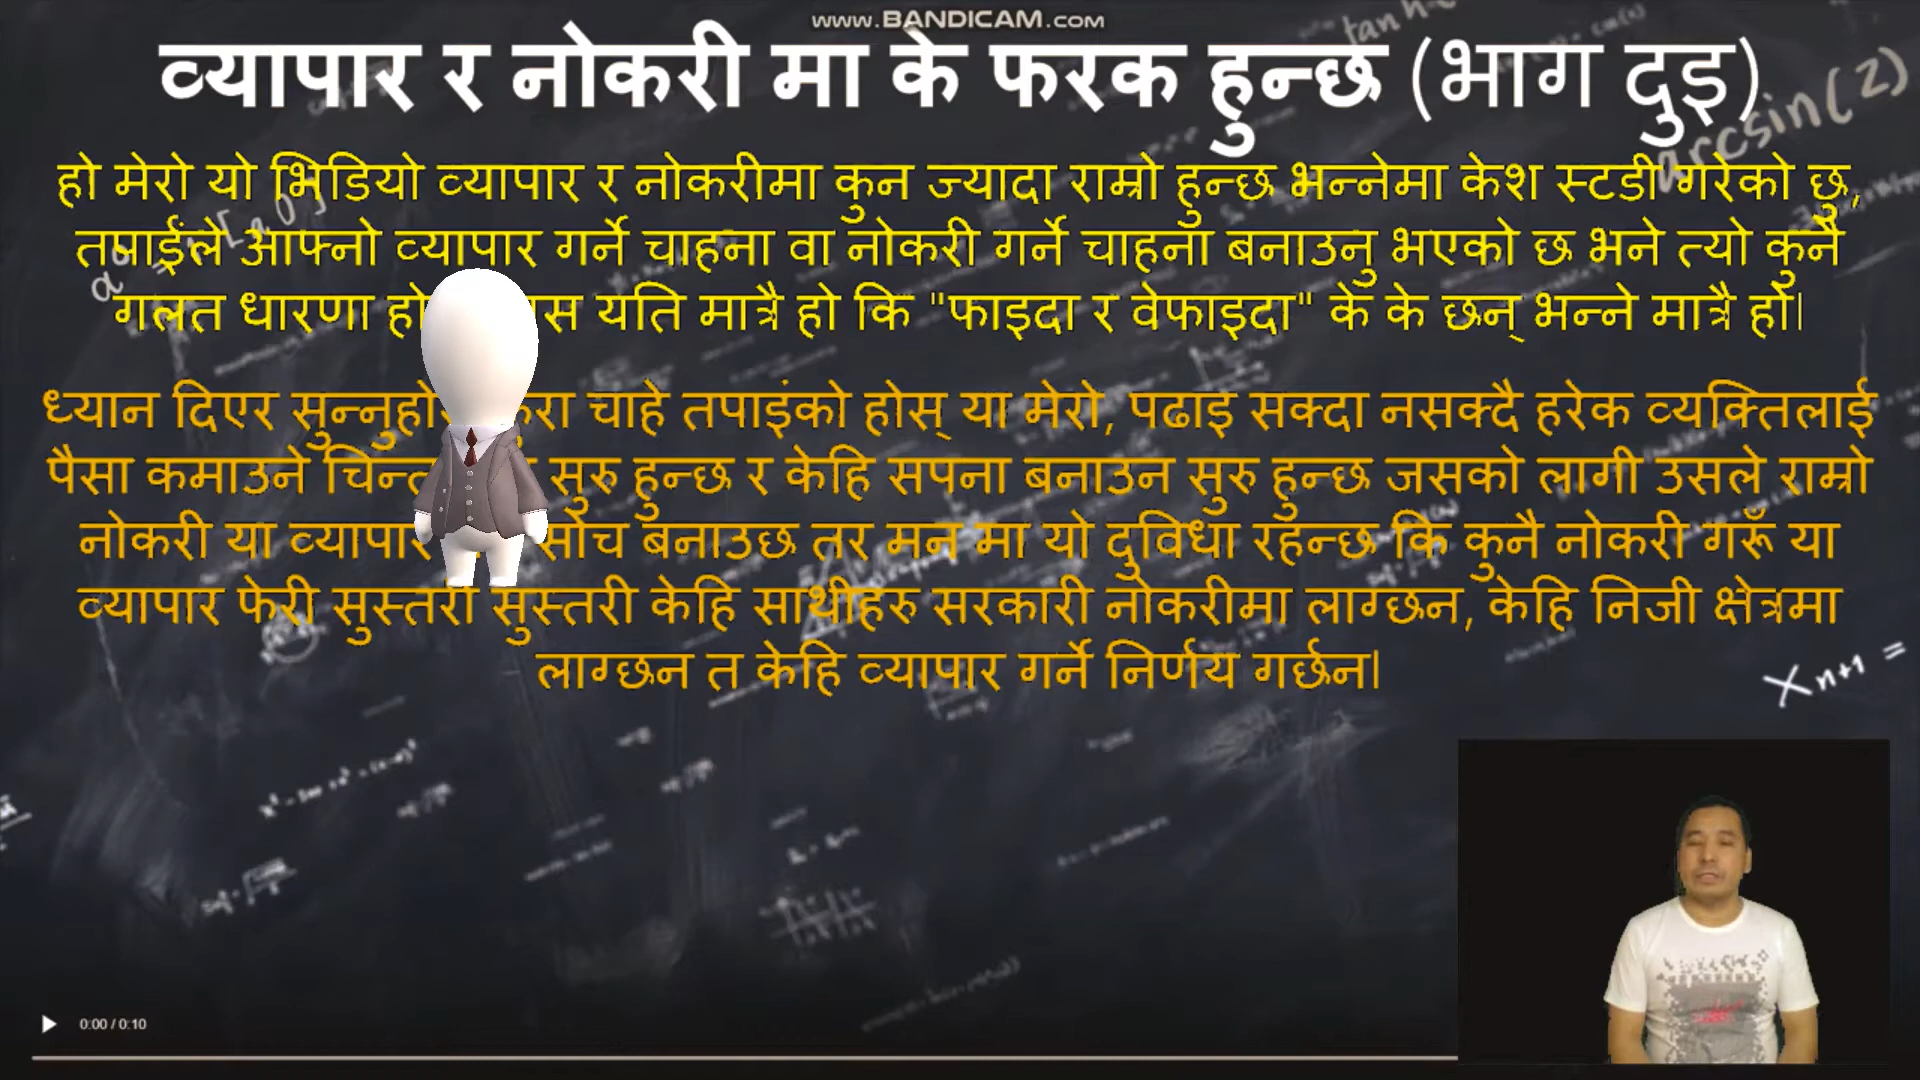 www.BANDICAM.com
व्यापार र नोकरी मा के फरक हुन्छ (भाग दुइ)
हो मेरो यो भिडियो व्यापार र नोकरीमा कुन ज्यादा राम्रो हुन्छ भन्नेमा केश स्टडी गरेको छु,
तपाईंलै आफ्नो व्यापार गर्ने चाहना वा नोकरी गर्ने चाहना बनाउनु भएको छ भने त्यो कुनै
गलत धारणा यति मात्रै हो कि "फाइदा र वेफाइदा" के के छन् भन्ने मात्रै हो।
ध्यान दिएर चाहे तपाइंको होस् या मेरो, पढाइ सक्दा नसक्दै हरेक व्यक्तिलाई
पैसा कमाउने सुरु हुन्छ र केहि सपना बनाउन सुरु हुन्छ जसको लागी उसले राम्रो
नोकरी या व्यापार सोच बनाउछ तर मन मा यो दुविधा रहन्छ कि कुनै नोकरी गरूँ या
व्यापार फेरी सुस्तरी सुस्तरी केहि साथीहरु सरकारी नोकरीमा लाग्छन, केहि निजी क्षेत्रमा
लाग्छन त केहि व्यापार गर्ने निर्णय गर्छन।
arcsin(z)
X n+1 =
0:00 / 0:10